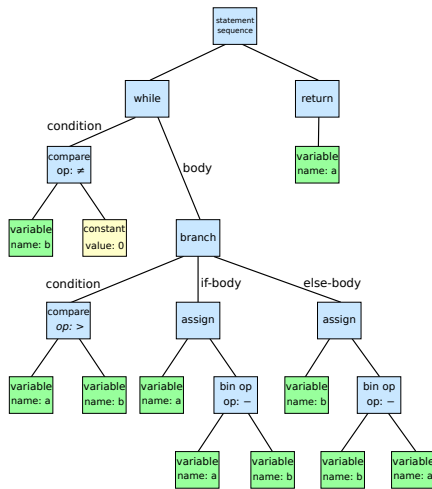 statement
sequence
while
return
condition
compare
op: ≠
body
variable
name: a
variable
name: b
constant
value: 0
branch
condition
if-body
else-body
compare
op: >
assign
assign
variable
name: a
variable
name: b
variable
name: a
bin op
op: −
variable
name: b
bin op
op: −
variable
name: a
variable
name: b
variable
name: b
variable
name: a